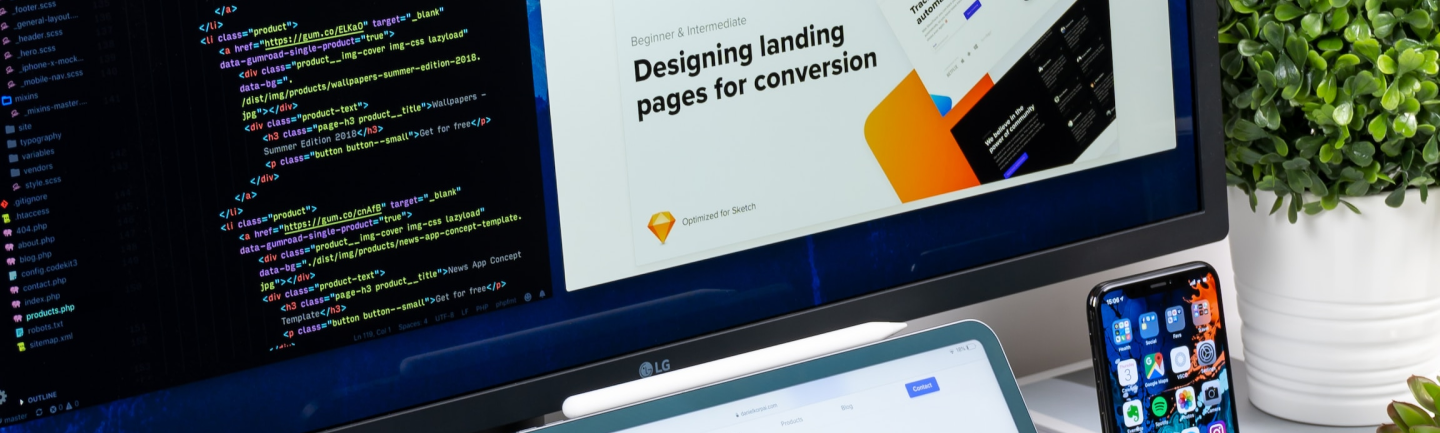 _footer.scss
_general-layout...
_header.scss
_hero.scss
_iphone-x-mock...
_mobile-nav.scss
mixins
_mixins-master...
site
typography
variables
vendors
style.scss
.gitignore
.htaccess
404.php
about.php
blog.php
config.codekit3
contact.php
index.php
products.php
robots.txt
sitemap.xml
OUTLINE
master
</a>
</li>
<li class="product">
<a href="https://gum.co/ELKaO" target="_blank"
data-gumroad-single-product="true">
<div class="product__img-cover img-css lazyload"
data-bg=".
/dist/img/products/wallpapers-summer-edition-2018.
jpg"></div>
<div class="product-text">
<h3 class="page-h3 product__title">Wallpapers –
Summer Edition 2018</h3>
<p class="button button--small">Get for free</p>
</div>
</a>
</li>
<li class="product">
<a href="https://gum.co/cnAfB" target="_blank"
data-gumroad-single-product="true">
<div class="product__img-cover img-css lazyload"
data-bg="./dist/img/products/news-app-concept-template.
jpg"></div>
<div class="product-text">
<h3 class="page-h3 product__title">News App Concept
Template</h3>
<p class="button button--small">Get for free</p>
</div>
Spaces 4 UTF-8 LF PHP
Beginner & Intermediate
Designing landing
pages for conversion
Optimized for Sketch
We believe in the
power of community
LG
Contact
Products
Blog
Health
Social
Google Maps